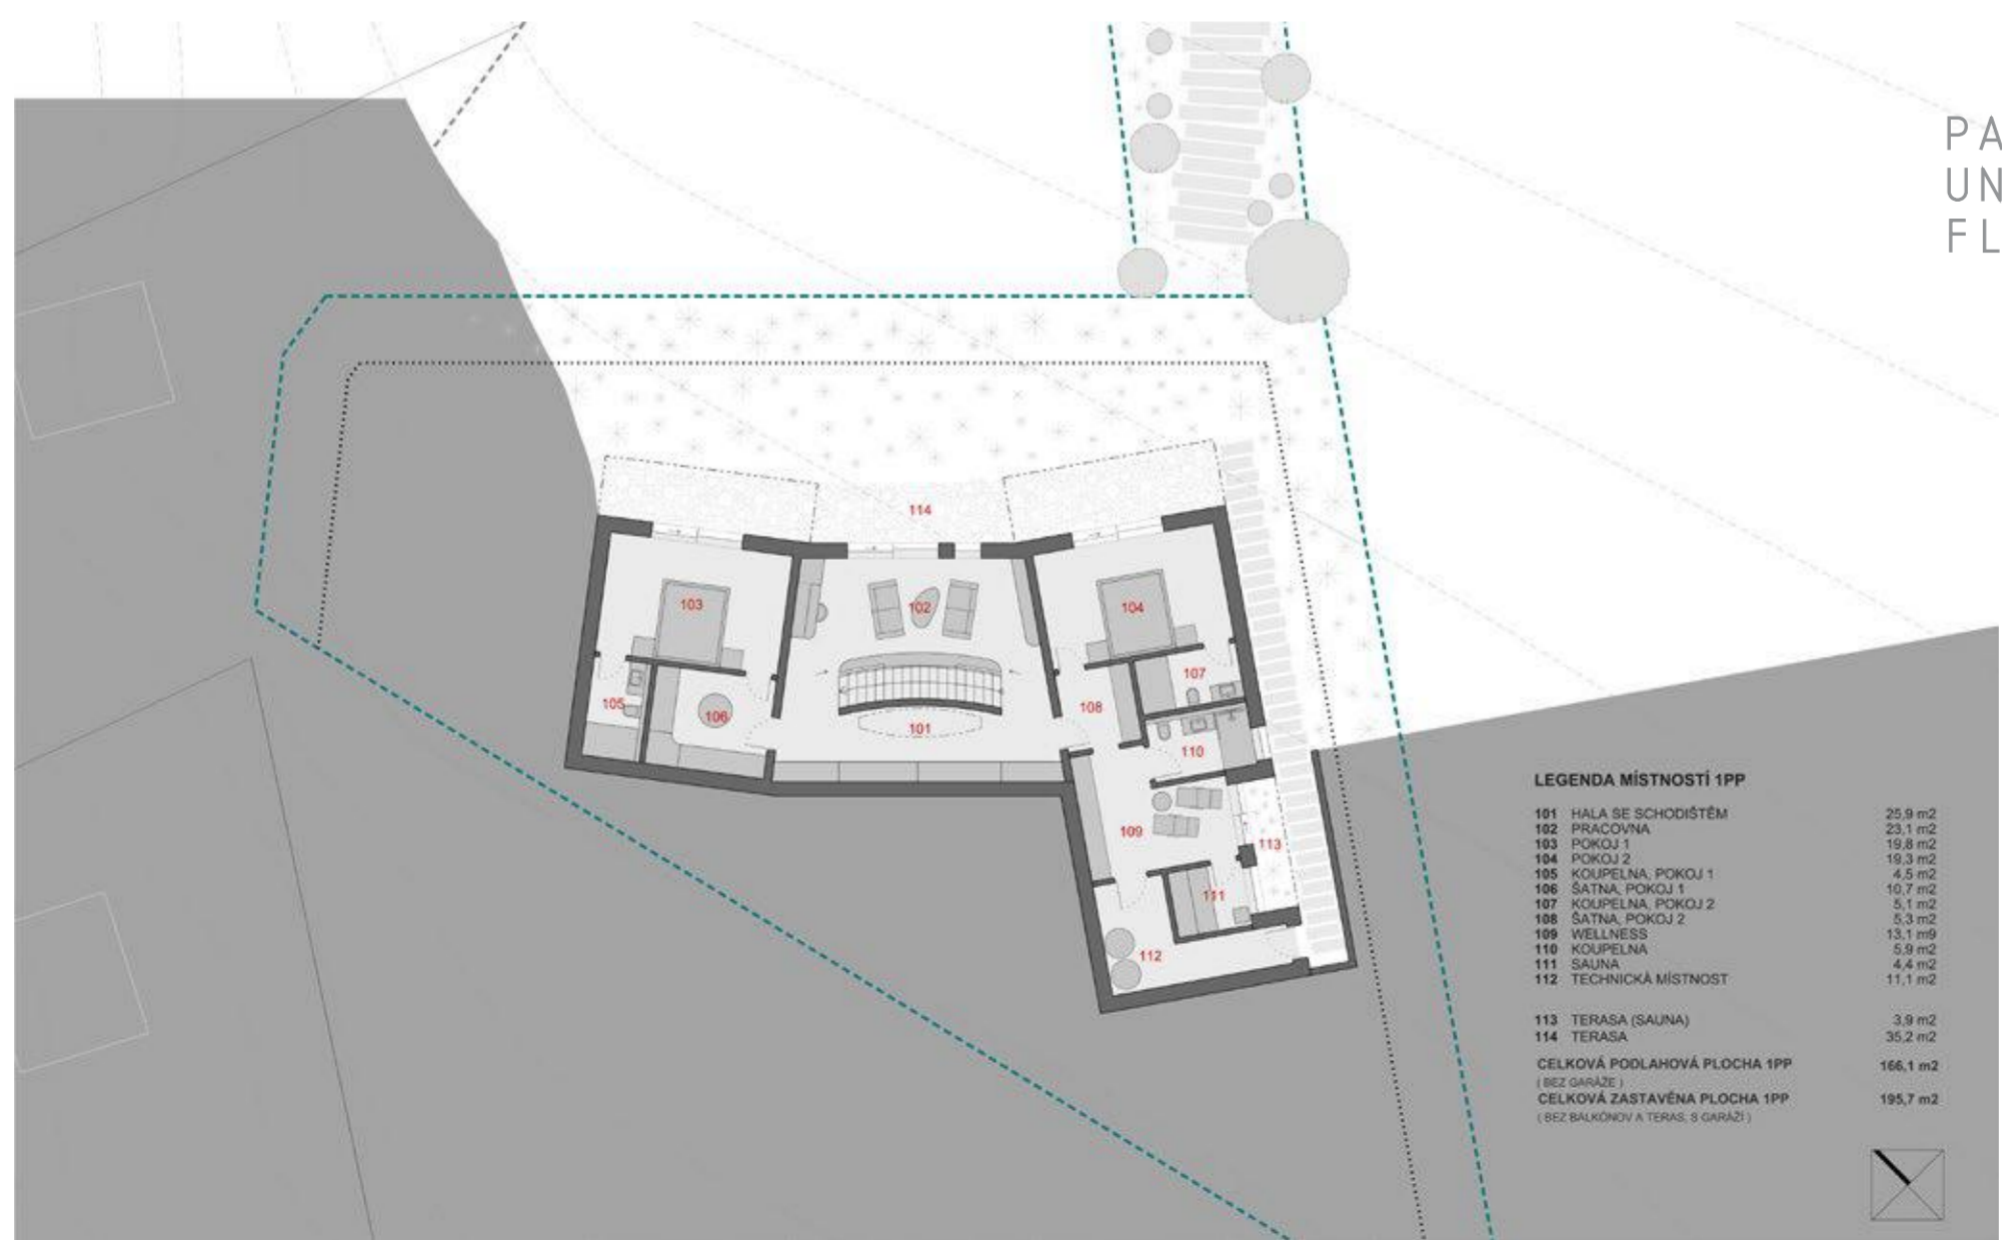 PA
UN
FL
114
103
102
104
105
106
101
108
107
110
109
113
111
112
LEGENDA MÍSTNOSTÍ 1PP
101 HALA SE SCHODIŠTĚM 25,9 m2
102 PRACOVNA 23,1 m2
103 POKOJ 1 19,8 m2
104 POKOJ 2 19,3 m2
105 KOUPELNA, POKOJ 1 4,5 m2
106 ŠATNA, POKOJ 1 10,7 m2
107 KOUPELNA, POKOJ 2 5,1 m2
108 ŠATNA, POKOJ 2 5,3 m2
109 WELLNESS 13,1 m9
110 KOUPELNA 5,9 m2
111 SAUNA 4,4 m2
112 TECHNICKÁ MÍSTNOST 11,1 m2
113 TERASA (SAUNA) 3,9 m2
114 TERASA 35,2 m2
CELKOVÁ PODLAHOVÁ PLOCHA 1PP 166,1 m2
( BEZ GARÁŽE )
CELKOVÁ ZASTAVĚNA PLOCHA 1PP 195,7 m2
( BEZ BALKÓNOV A TERAS, S GARÁŽÍ )